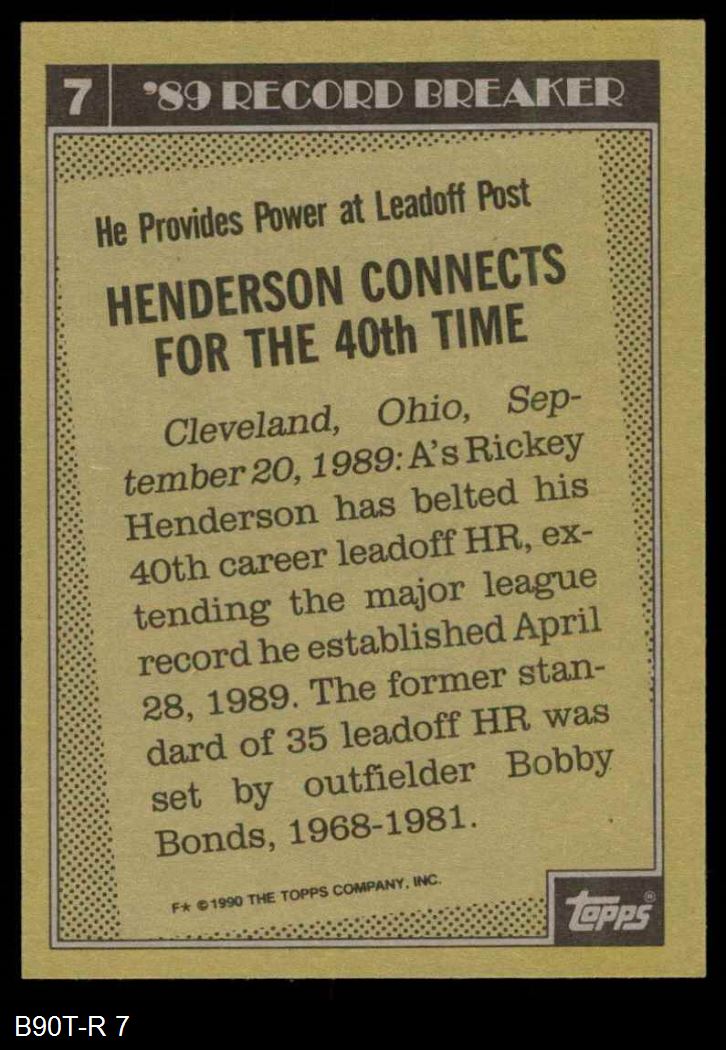 7
'89 RECORD BREAKER
He Provides Power at Leadoff Post
HENDERSON CONNECTS
FOR THE 40th TIME
Cleveland, Ohio, Sep-
tember 20, 1989: A's Rickey
Henderson has belted his
40th career leadoff HR, ex-
tending the major league
record he established April
28, 1989. The former stan-
dard of 35 leadoff HR was
set by outfielder Bobby
Bonds, 1968-1981.
F★ ©1990 THE TOPPS COMPANY, INC.
topps®
B90T-R 7